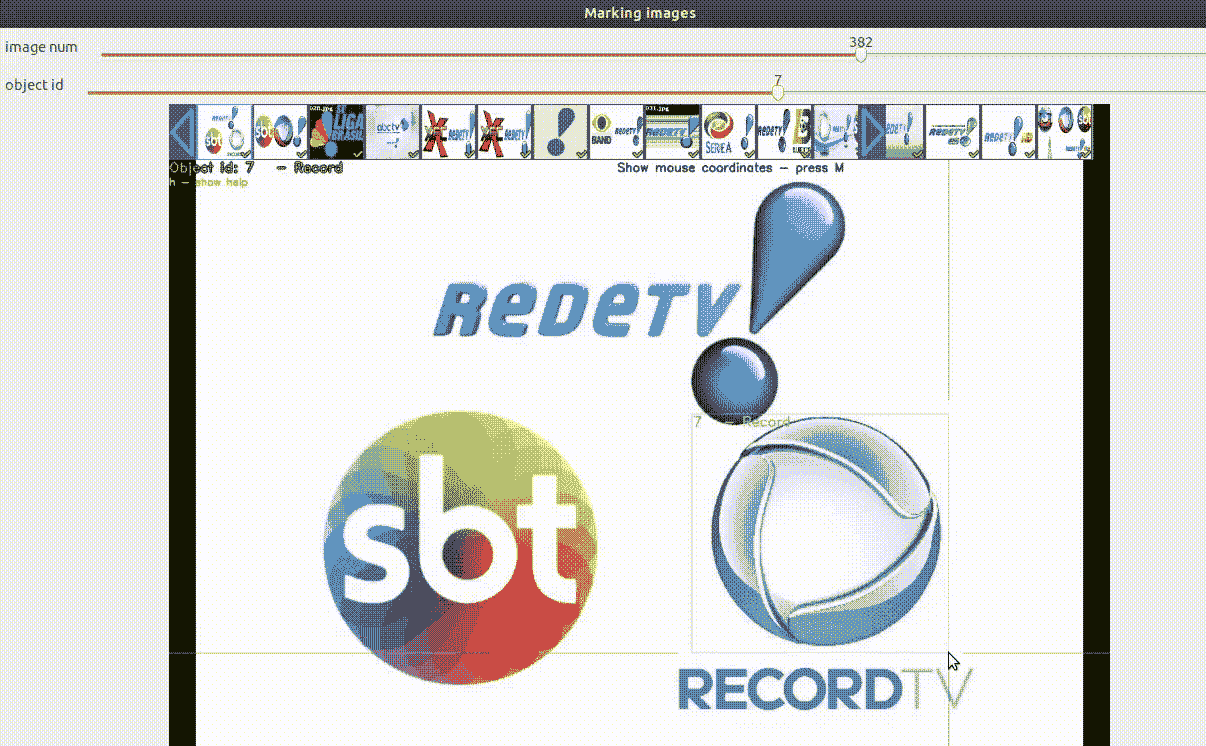 Marking images
image num
382
object id
7
Object id: 7 - Record
Show mouse coordinates - press M
h - show help
REDETV!
7 - Record
sbt
RECORDTV